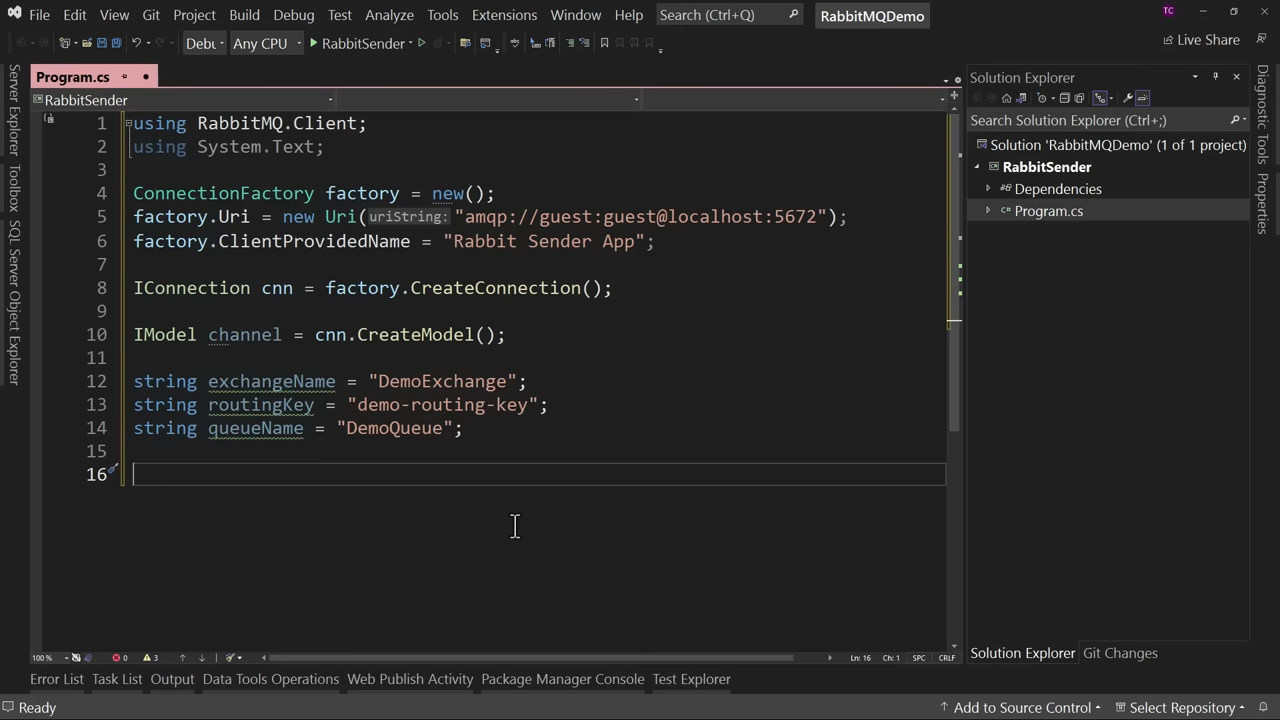 File Edit View Git Project Build Debug Test Analyze Tools Extensions Window Help Search (Ctrl+Q) RabbitMQDemo TC
Debu Any CPU RabbitSender Live Share
Program.cs
RabbitSender
1 using RabbitMQ.Client;
2 using System.Text;
3
4 ConnectionFactory factory = new();
5 factory.Uri = new Uri(uriString: "amqp://guest:guest@localhost:5672");
6 factory.ClientProvidedName = "Rabbit Sender App";
7
8 IConnection cnn = factory.CreateConnection();
9
10 IModel channel = cnn.CreateModel();
11
12 string exchangeName = "DemoExchange";
13 string routingKey = "demo-routing-key";
14 string queueName = "DemoQueue";
15
16
100 % 0 3 Ln: 16 Ch: 1 SPC CRLF
Server Explorer
Toolbox
SQL Server Object Explorer
Solution Explorer
Search Solution Explorer (Ctrl+;)
Solution 'RabbitMQDemo' (1 of 1 project)
RabbitSender
Dependencies
C# Program.cs
Solution Explorer Git Changes
Diagnostic Tools
Properties
Error List Task List Output Data Tools Operations Web Publish Activity Package Manager Console Test Explorer
Ready Add to Source Control Select Repository